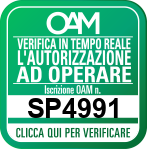 OAM
VERIFICA IN TEMPO REALE
L'AUTORIZZAZIONE
AD OPERARE
Iscrizione OAM n.
SP4991
CLICCA QUI PER VERIFICARE